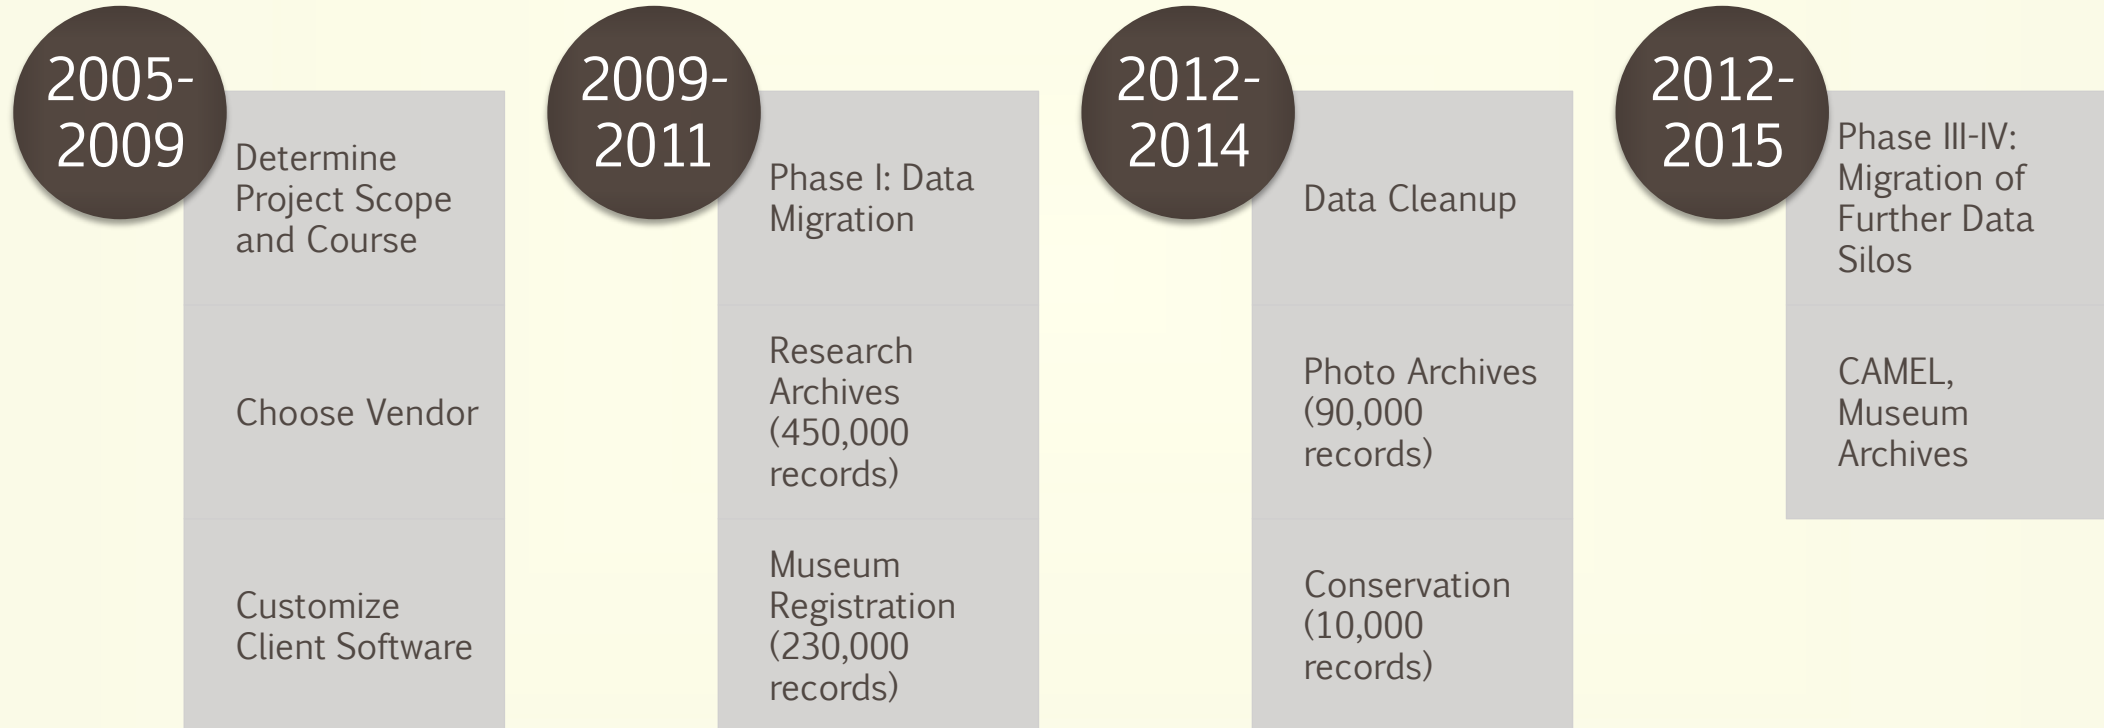 2005-
2009
Determine
Project Scope
and Course
Choose Vendor
Customize
Client Software
2009-
2011
Phase I: Data
Migration
Research
Archives
(450,000
records)
Museum
Registration
(230,000
records)
2012-
2014
Data Cleanup
Photo Archives
(90,000
records)
Conservation
(10,000
records)
2012-
2015
Phase III-IV:
Migration of
Further Data
Silos
CAMEL,
Museum
Archives